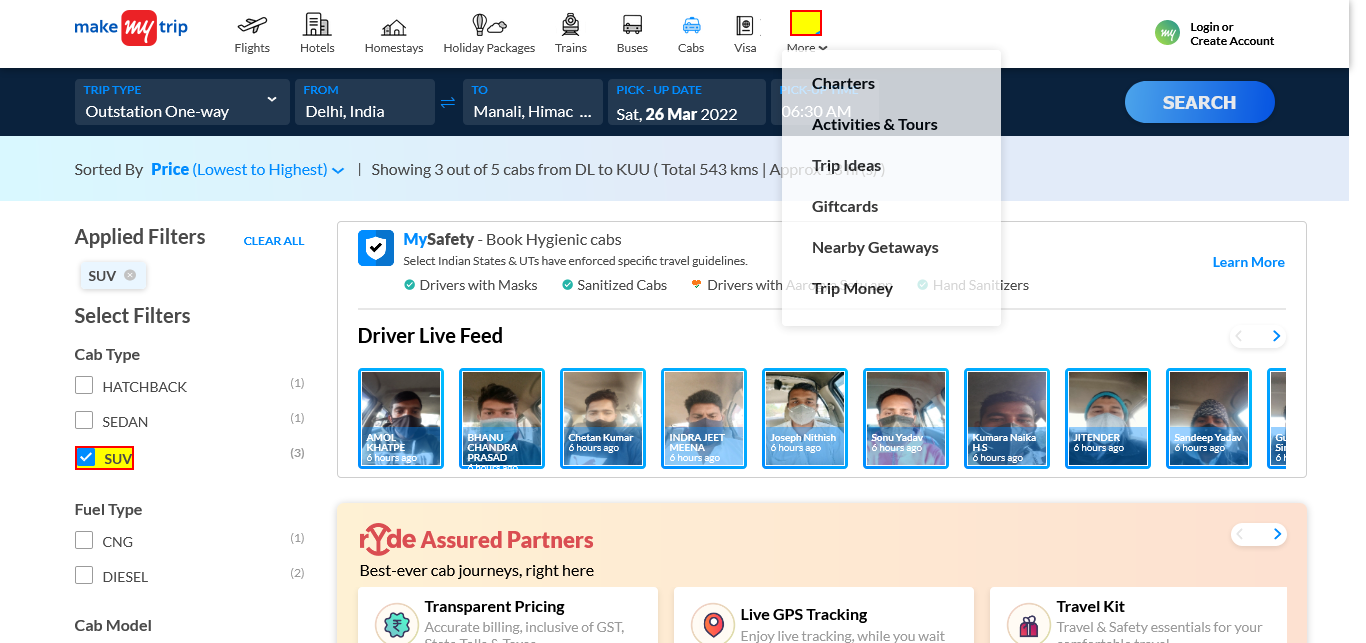 make my trip
Flights
Hotels
Homestays
Holiday Packages
Trains
Buses
Cabs
Visa
More
my
Login or
Create Account
TRIP TYPE
Outstation One-way
FROM
Delhi, India
TO
Manali, Himac ...
PICK - UP DATE
Sat, 26 Mar 2022
06:30 AM
SEARCH
Charters
Activities & Tours
Trip Ideas
Giftcards
Nearby Getaways
Trip Money
Sorted By Price (Lowest to Highest) | Showing 3 out of 5 cabs from DL to KUU ( Total 543 kms |
Applied Filters
CLEAR ALL
SUV
Select Filters
Cab Type
HATCHBACK (1)
SEDAN (1)
SUV (3)
Fuel Type
CNG (1)
DIESEL (2)
Cab Model
MySafety - Book Hygienic cabs
Select Indian States & UTs have enforced specific travel guidelines.
Learn More
Drivers with Masks
Sanitized Cabs
Drivers with
Hand Sanitizers
Driver Live Feed
AMOL
KHATPE
6 hours ago
BHANU
CHANDRA
PRASAD
6 hours ago
Chetan Kumar
6 hours ago
INDRA JEET
MEENA
6 hours ago
Joseph Nithish
6 hours ago
Sonu Yadav
6 hours ago
Kumara Naika
H.S
6 hours ago
JITENDER
6 hours ago
Sandeep Yadav
6 hours ago
rYde Assured Partners
Best-ever cab journeys, right here
Transparent Pricing
Accurate billing, inclusive of GST,
State Tolls & Taxes
Live GPS Tracking
Enjoy live tracking, while you wait
Travel Kit
Travel & Safety essentials for your
comfortable travel